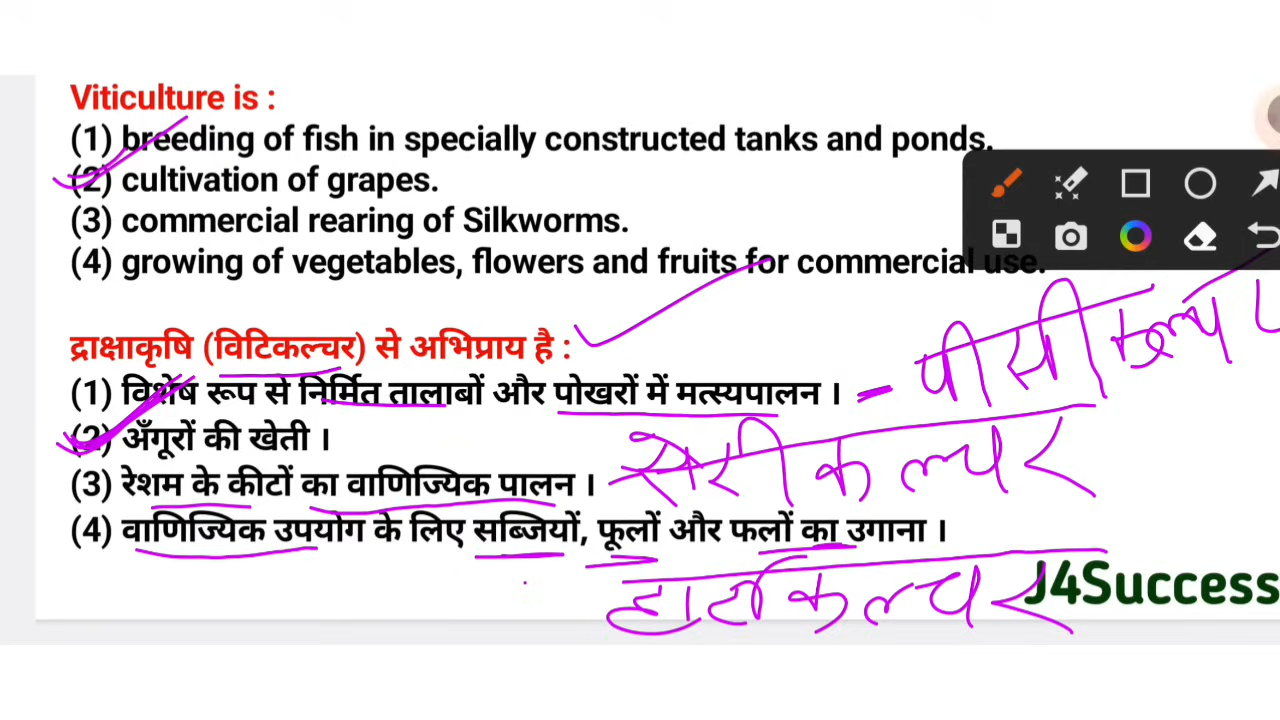 Viticulture is :
(1) breeding of fish in specially constructed tanks and ponds.
(2) cultivation of grapes.
(3) commercial rearing of Silkworms.
(4) growing of vegetables, flowers and fruits for commercial use.
द्राक्षाकृषि (विटिकल्चर) से अभिप्राय है :
(1) विशेष रूप से निर्मित तालाबों और पोखरों में मत्स्यपालन । - पीसीकल्च
(2) अँगूरों की खेती ।
(3) रेशम के कीटों का वाणिज्यिक पालन । सेरीकल्चर
(4) वाणिज्यिक उपयोग के लिए सब्जियों, फूलों और फलों का उगाना ।
हार्टीकल्चर
J4Success